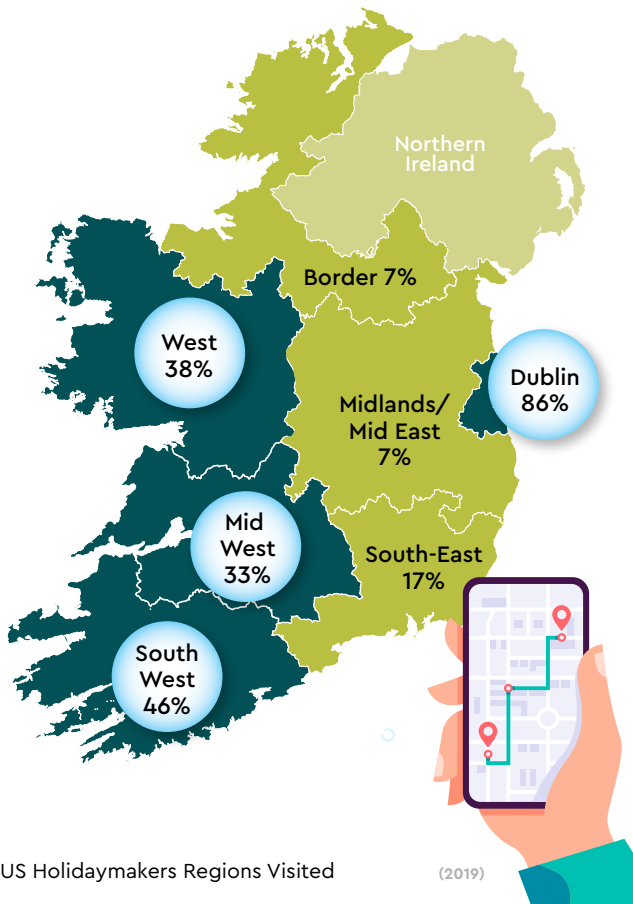 Northern
Ireland
Border 7%
West
38%
Dublin
86%
Midlands/
Mid East
7%
Mid
West
33%
South-East
17%
South
West
46%
US Holidaymakers Regions Visited
(2019)